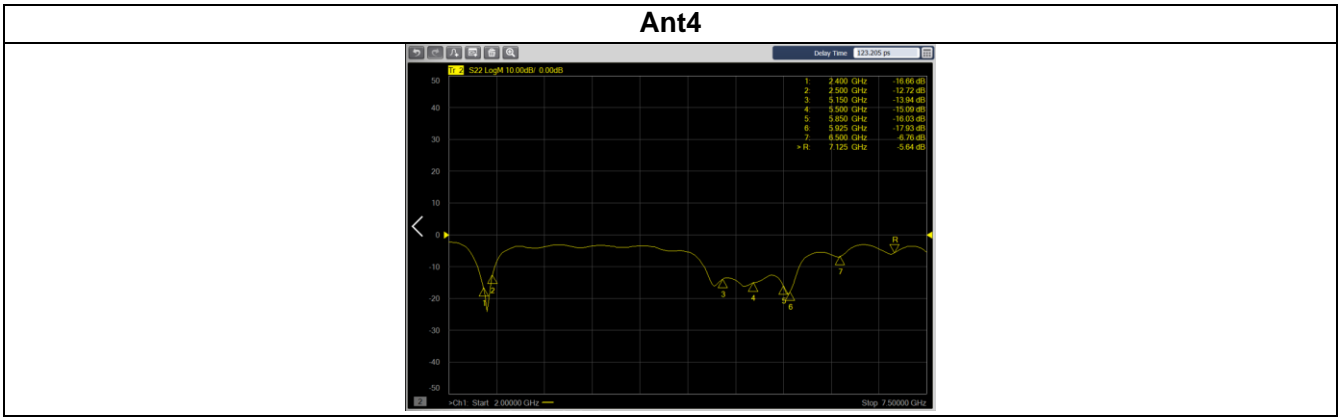 Ant4
Delay Time 123.205 ps
Tr 2 S22 LogM 10.00dB/ 0.00dB
1: 2.400 GHz -16.66 dB
2: 2.500 GHz -12.72 dB
3: 5.150 GHz -13.94 dB
4: 5.500 GHz -15.09 dB
5: 5.850 GHz -16.03 dB
6: 5.925 GHz -17.93 dB
7: 6.500 GHz -6.76 dB
> R: 7.125 GHz -5.64 dB
50
40
30
20
10
0
-10
-20
-30
-40
-50
R
7
2
1
3
4
5
6
2 >Ch1: Start 2.00000 GHz Stop 7.50000 GHz